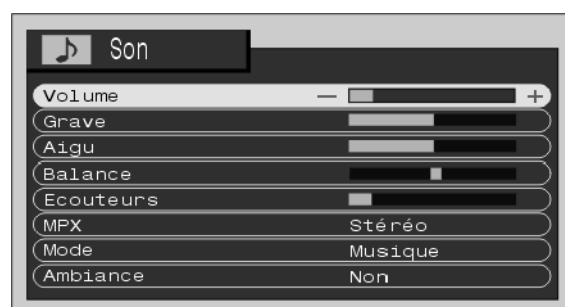 Son
Volume
Grave
Aigu
Balance
Ecouteurs
MPX Stéréo
Mode Musique
Ambiance Non